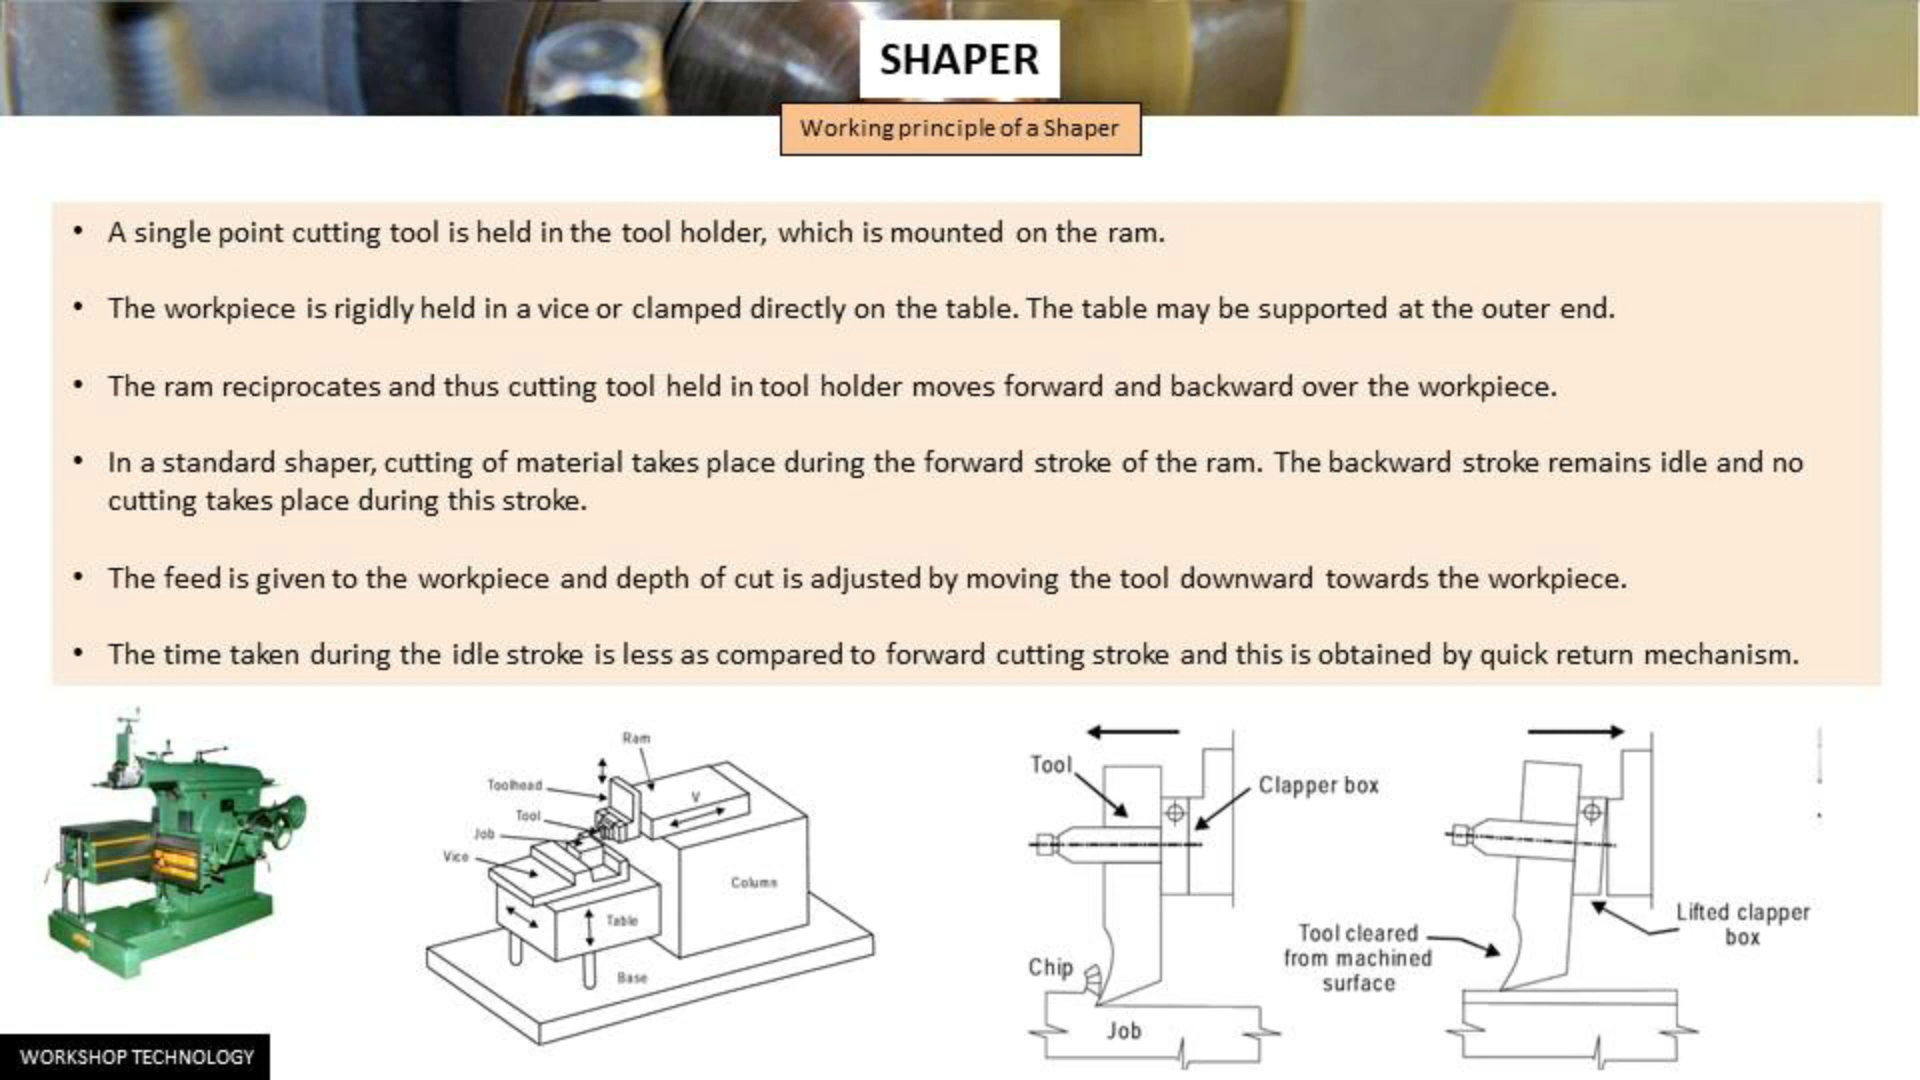 SHAPER
Working principle of a Shaper
• A single point cutting tool is held in the tool holder, which is mounted on the ram.
• The workpiece is rigidly held in a vice or clamped directly on the table. The table may be supported at the outer end.
• The ram reciprocates and thus cutting tool held in tool holder moves forward and backward over the workpiece.
• In a standard shaper, cutting of material takes place during the forward stroke of the ram. The backward stroke remains idle and no
cutting takes place during this stroke.
• The feed is given to the workpiece and depth of cut is adjusted by moving the tool downward towards the workpiece.
• The time taken during the idle stroke is less as compared to forward cutting stroke and this is obtained by quick return mechanism.
Ram
Toolhead
V
Tool
Job
Vice
Column
Table
Base
Tool
Clapper box
Chip
Job
Tool cleared
from machined
surface
Lifted clapper
box
WORKSHOP TECHNOLOGY